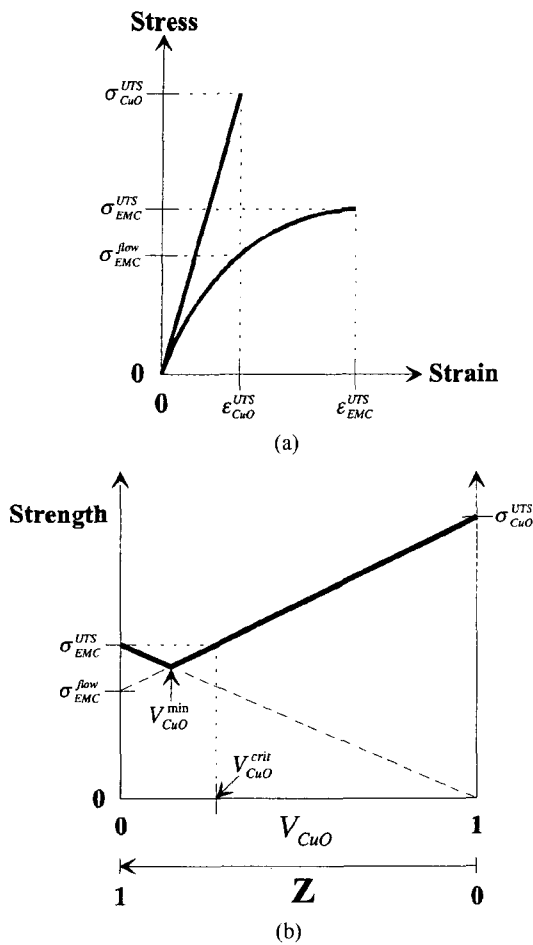 Stress
σ_CuO^UTS
σ_EMC^UTS
σ_EMC^flow
0
0
ε_CuO^UTS
ε_EMC^UTS
Strain
(a)
Strength
σ_CuO^UTS
σ_EMC^UTS
σ_EMC^flow
V_CuO^min
V_CuO^crit
0
0
V_CuO
1
1
Z
0
(b)